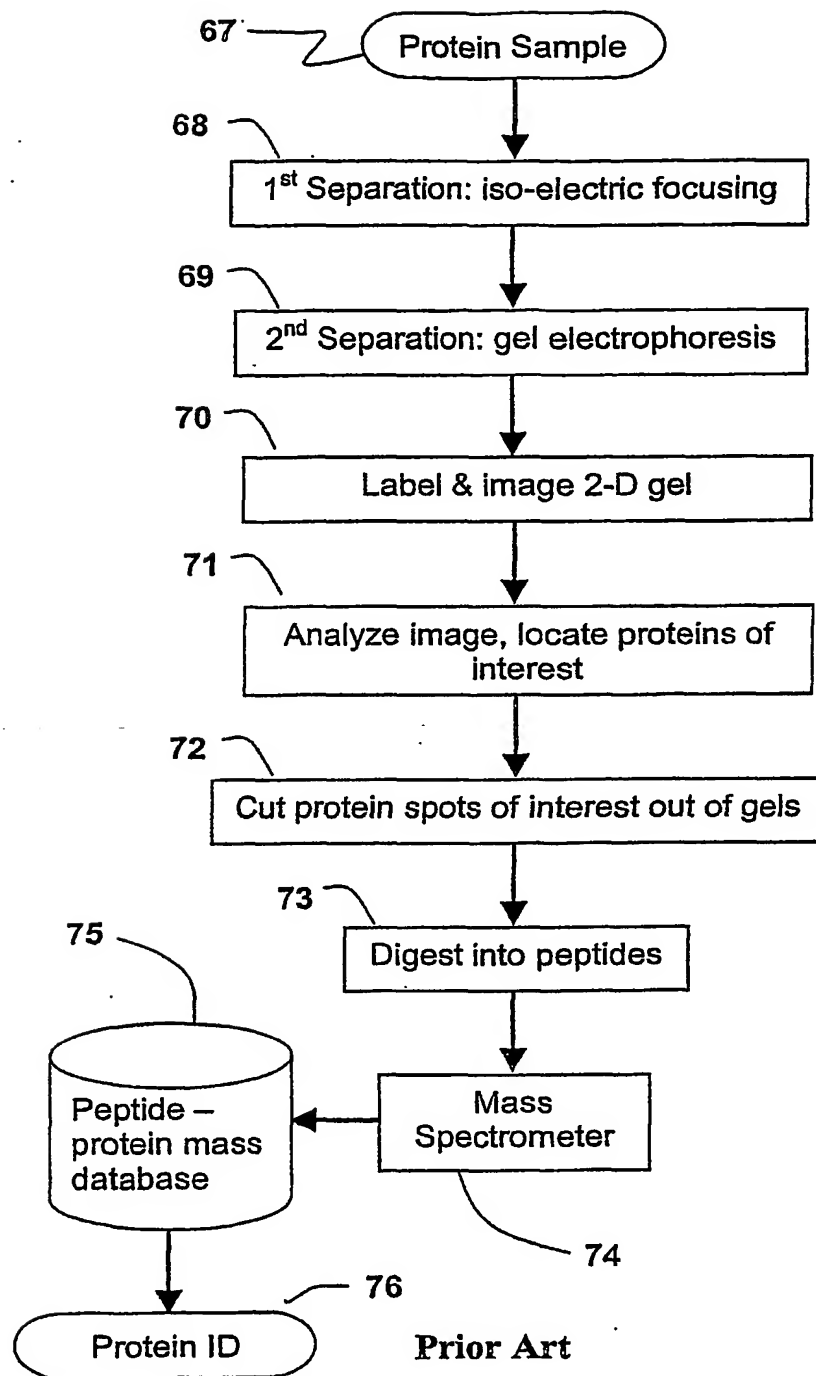 67
Protein Sample
68
1st Separation: iso-electric focusing
69
2nd Separation: gel electrophoresis
70
Label & image 2-D gel
71
Analyze image, locate proteins of
interest
72
Cut protein spots of interest out of gels
73
Digest into peptides
75
Peptide –
protein mass
database
Mass
Spectrometer
74
76
Protein ID
Prior Art